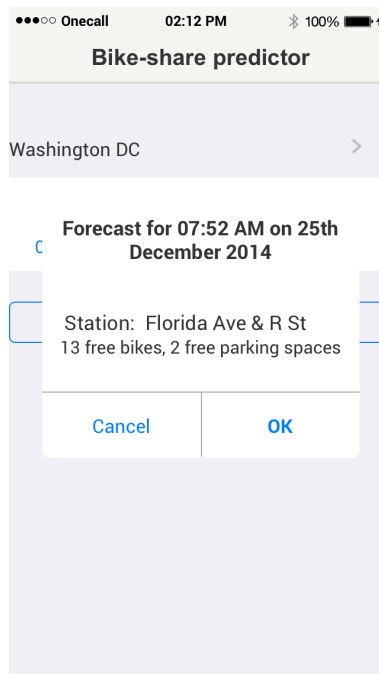 Onecall 02:12 PM 100%
Bike-share predictor
Washington DC
Forecast for 07:52 AM on 25th
December 2014
Station: Florida Ave & R St
13 free bikes, 2 free parking spaces
Cancel OK